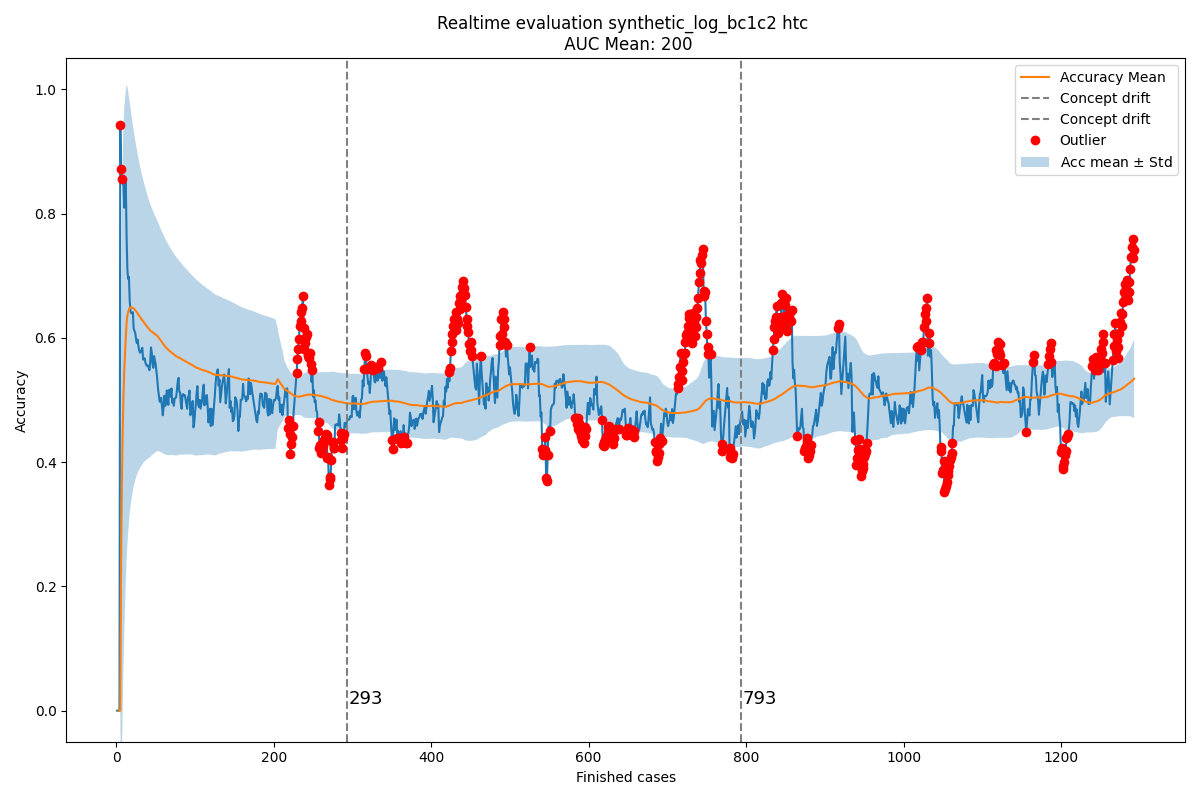 Realtime evaluation synthetic_log_bc1c2 htc
AUC Mean: 200
Accuracy Mean
Concept drift
Concept drift
Outlier
Acc mean ± Std
Accuracy
1.0
0.8
0.6
0.4
0.2
0.0
293
793
0
200
400
600
800
1000
1200
Finished cases